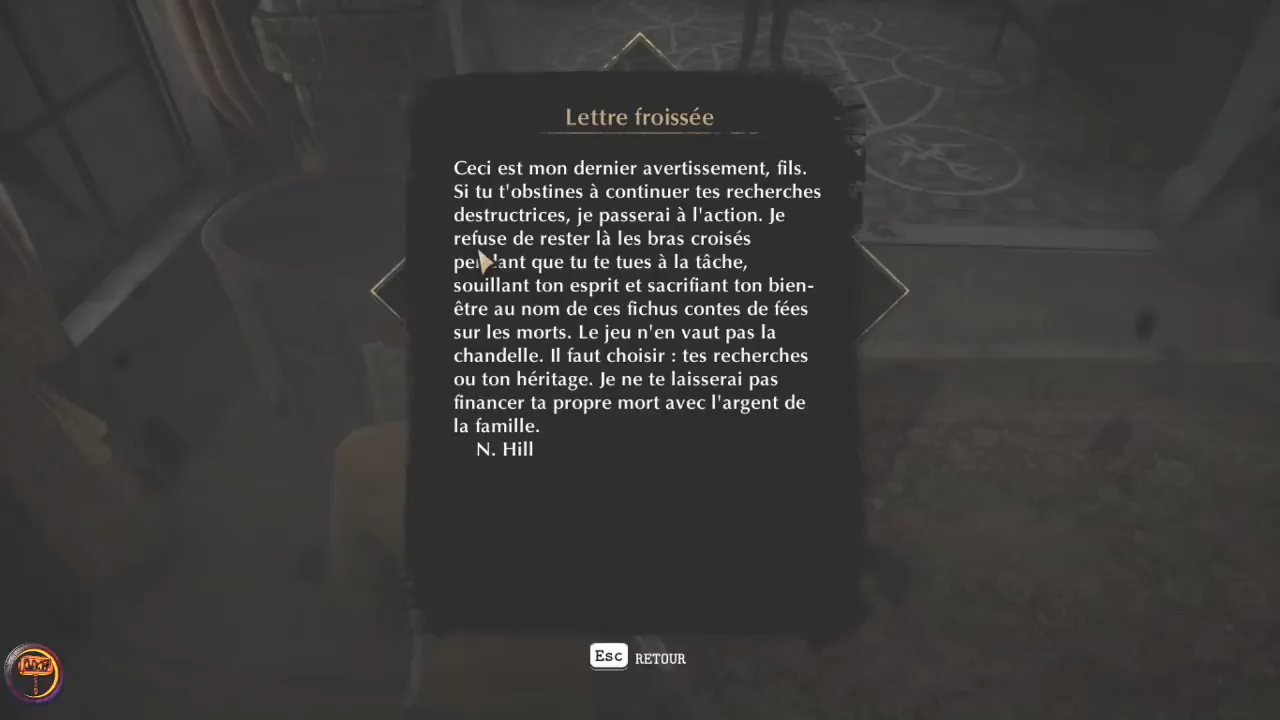 Lettre froissée
Ceci est mon dernier avertissement, fils.
Si tu t'obstines à continuer tes recherches
destructrices, je passerai à l'action. Je
refuse de rester là les bras croisés
pendant que tu te tues à la tâche,
souillant ton esprit et sacrifiant ton bien-
être au nom de ces fichus contes de fées
sur les morts. Le jeu n'en vaut pas la
chandelle. Il faut choisir : tes recherches
ou ton héritage. Je ne te laisserai pas
financer ta propre mort avec l'argent de
la famille.
N. Hill
Esc RETOUR